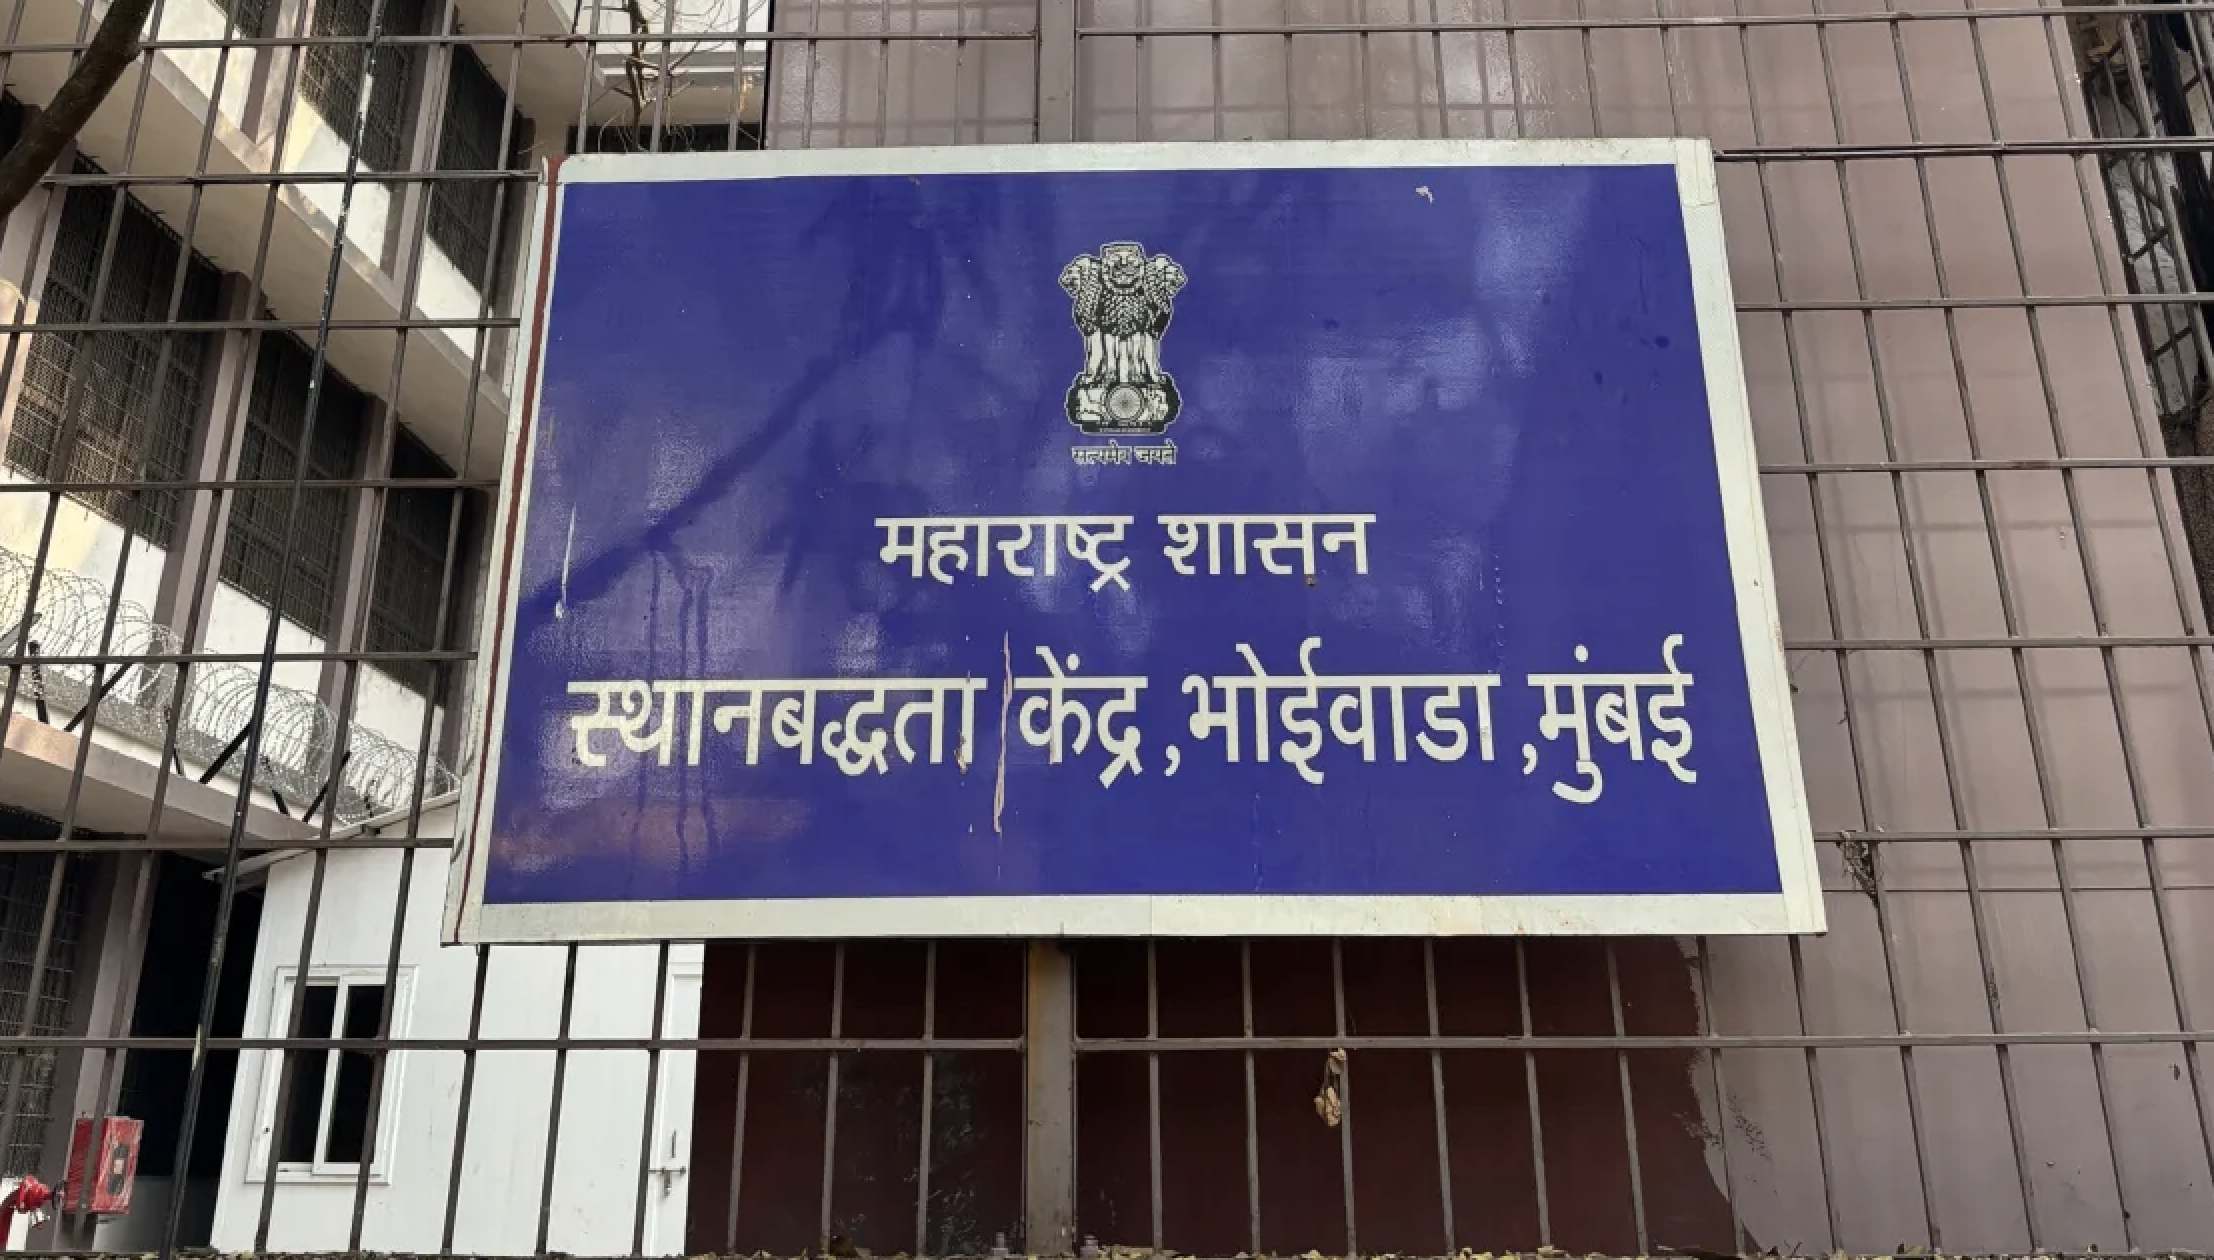 सत्यमेव जयते
महाराष्ट्र शासन
स्थानबद्धता केंद्र ,भोईवाडा ,मुंबई